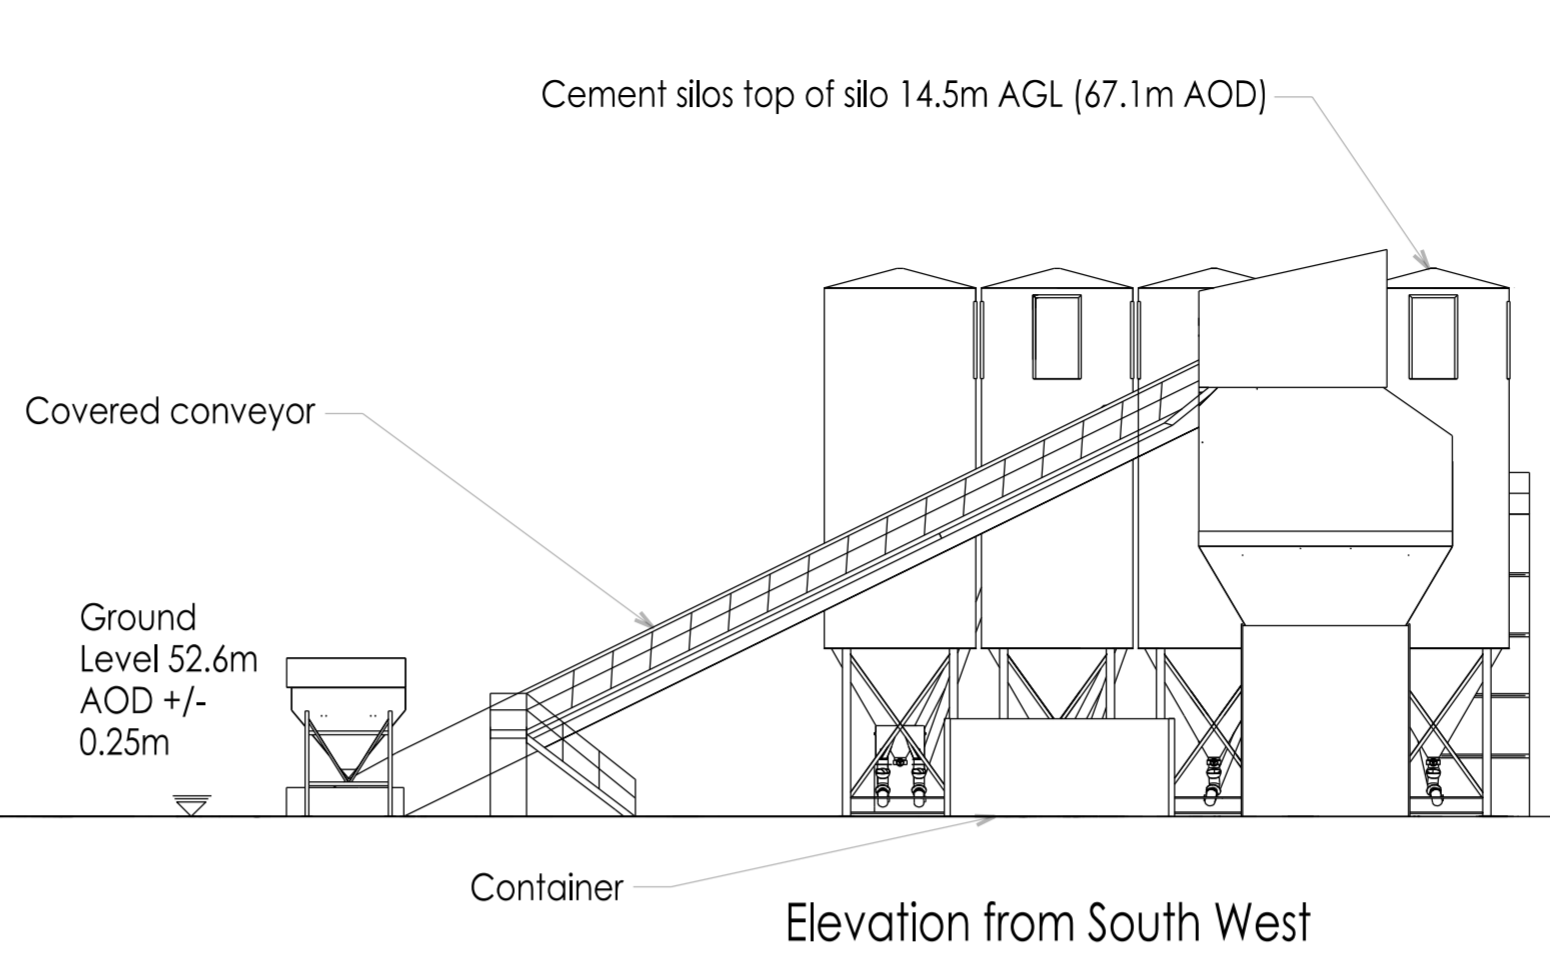 Cement silos top of silo 14.5m AGL (67.1m AOD)
Covered conveyor
Ground
Level 52.6m
AOD +/-
0.25m
Container
Elevation from South West